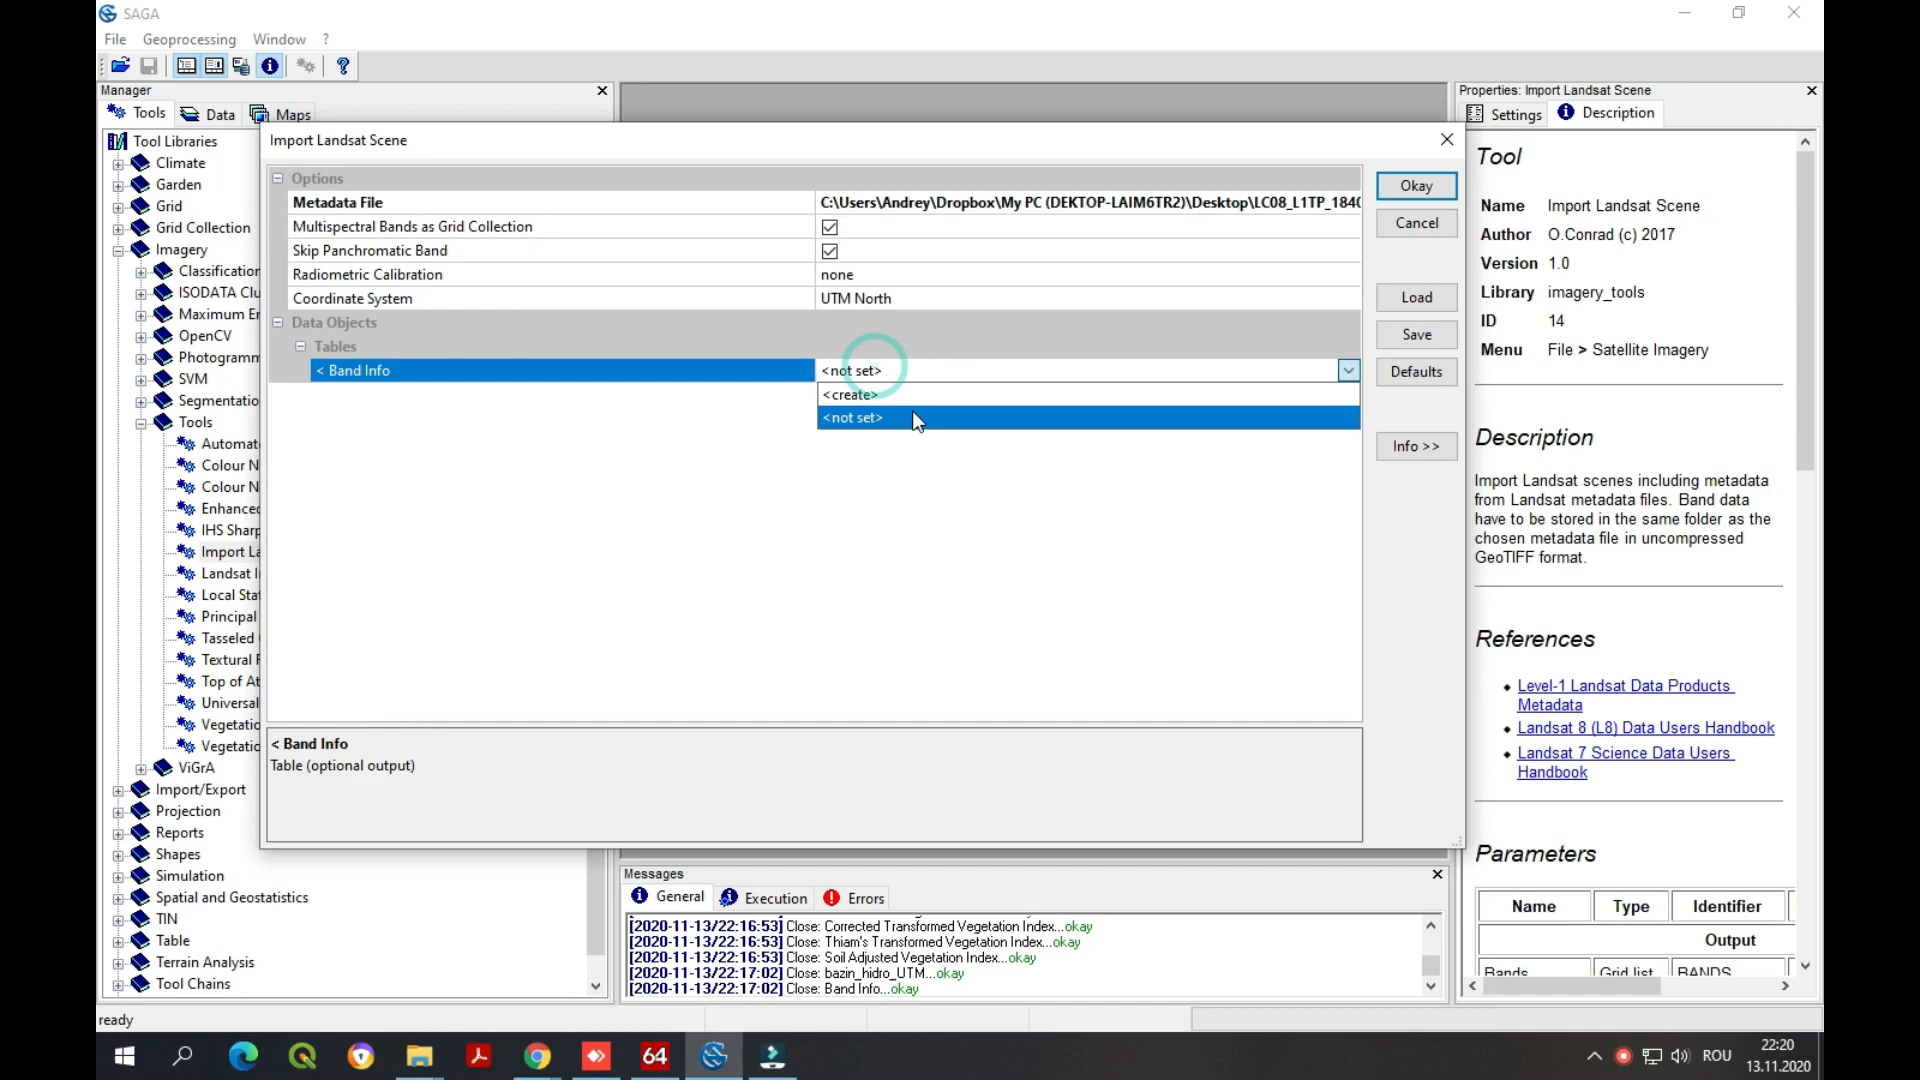 SAGA
File Geoprocessing Window ?
Manager
Tools Data Maps
Tool Libraries
Climate
Garden
Grid
Grid Collection
Imagery
Classification
ISODATA Clu
Maximum En
OpenCV
Photogramm
SVM
Segmentatio
Tools
Automat
Colour N
Colour N
Enhanced
IHS Sharp
Import La
Landsat I
Local Stat
Principal
Tasseled
Textural F
Top of At
Universal
Vegetatio
Vegetatio
ViGrA
Import/Export
Projection
Reports
Shapes
Simulation
Spatial and Geostatistics
TIN
Table
Terrain Analysis
Tool Chains
Import Landsat Scene
Options
Metadata File C:\Users\Andrey\Dropbox\My PC (DEKTOP-LAIM6TR2)\Desktop\LC08_L1TP_1840
Multispectral Bands as Grid Collection
Skip Panchromatic Band
Radiometric Calibration none
Coordinate System UTM North
Data Objects
Tables
< Band Info <not set>
<create>
<not set>
< Band Info
Table (optional output)
Okay
Cancel
Load
Save
Defaults
Info >>
Messages
General Execution Errors
[2020-11-13/22:16:53] Close: Corrected Transformed Vegetation Index...okay
[2020-11-13/22:16:53] Close: Thiam's Transformed Vegetation Index...okay
[2020-11-13/22:16:53] Close: Soil Adjusted Vegetation Index...okay
[2020-11-13/22:17:02] Close: bazin_hidro_UTM...okay
[2020-11-13/22:17:02] Close: Band Info...okay
Properties: Import Landsat Scene
Settings Description
Tool
Name Import Landsat Scene
Author O.Conrad (c) 2017
Version 1.0
Library imagery_tools
ID 14
Menu File > Satellite Imagery
Description
Import Landsat scenes including metadata
from Landsat metadata files. Band data
have to be stored in the same folder as the
chosen metadata file in uncompressed
GeoTIFF format.
References
Level-1 Landsat Data Products
Metadata
Landsat 8 (L8) Data Users Handbook
Landsat 7 Science Data Users
Handbook
Parameters
Name Type Identifier
Output
Bands Grid list BANDS
ready
64
ROU
22:20
13.11.2020